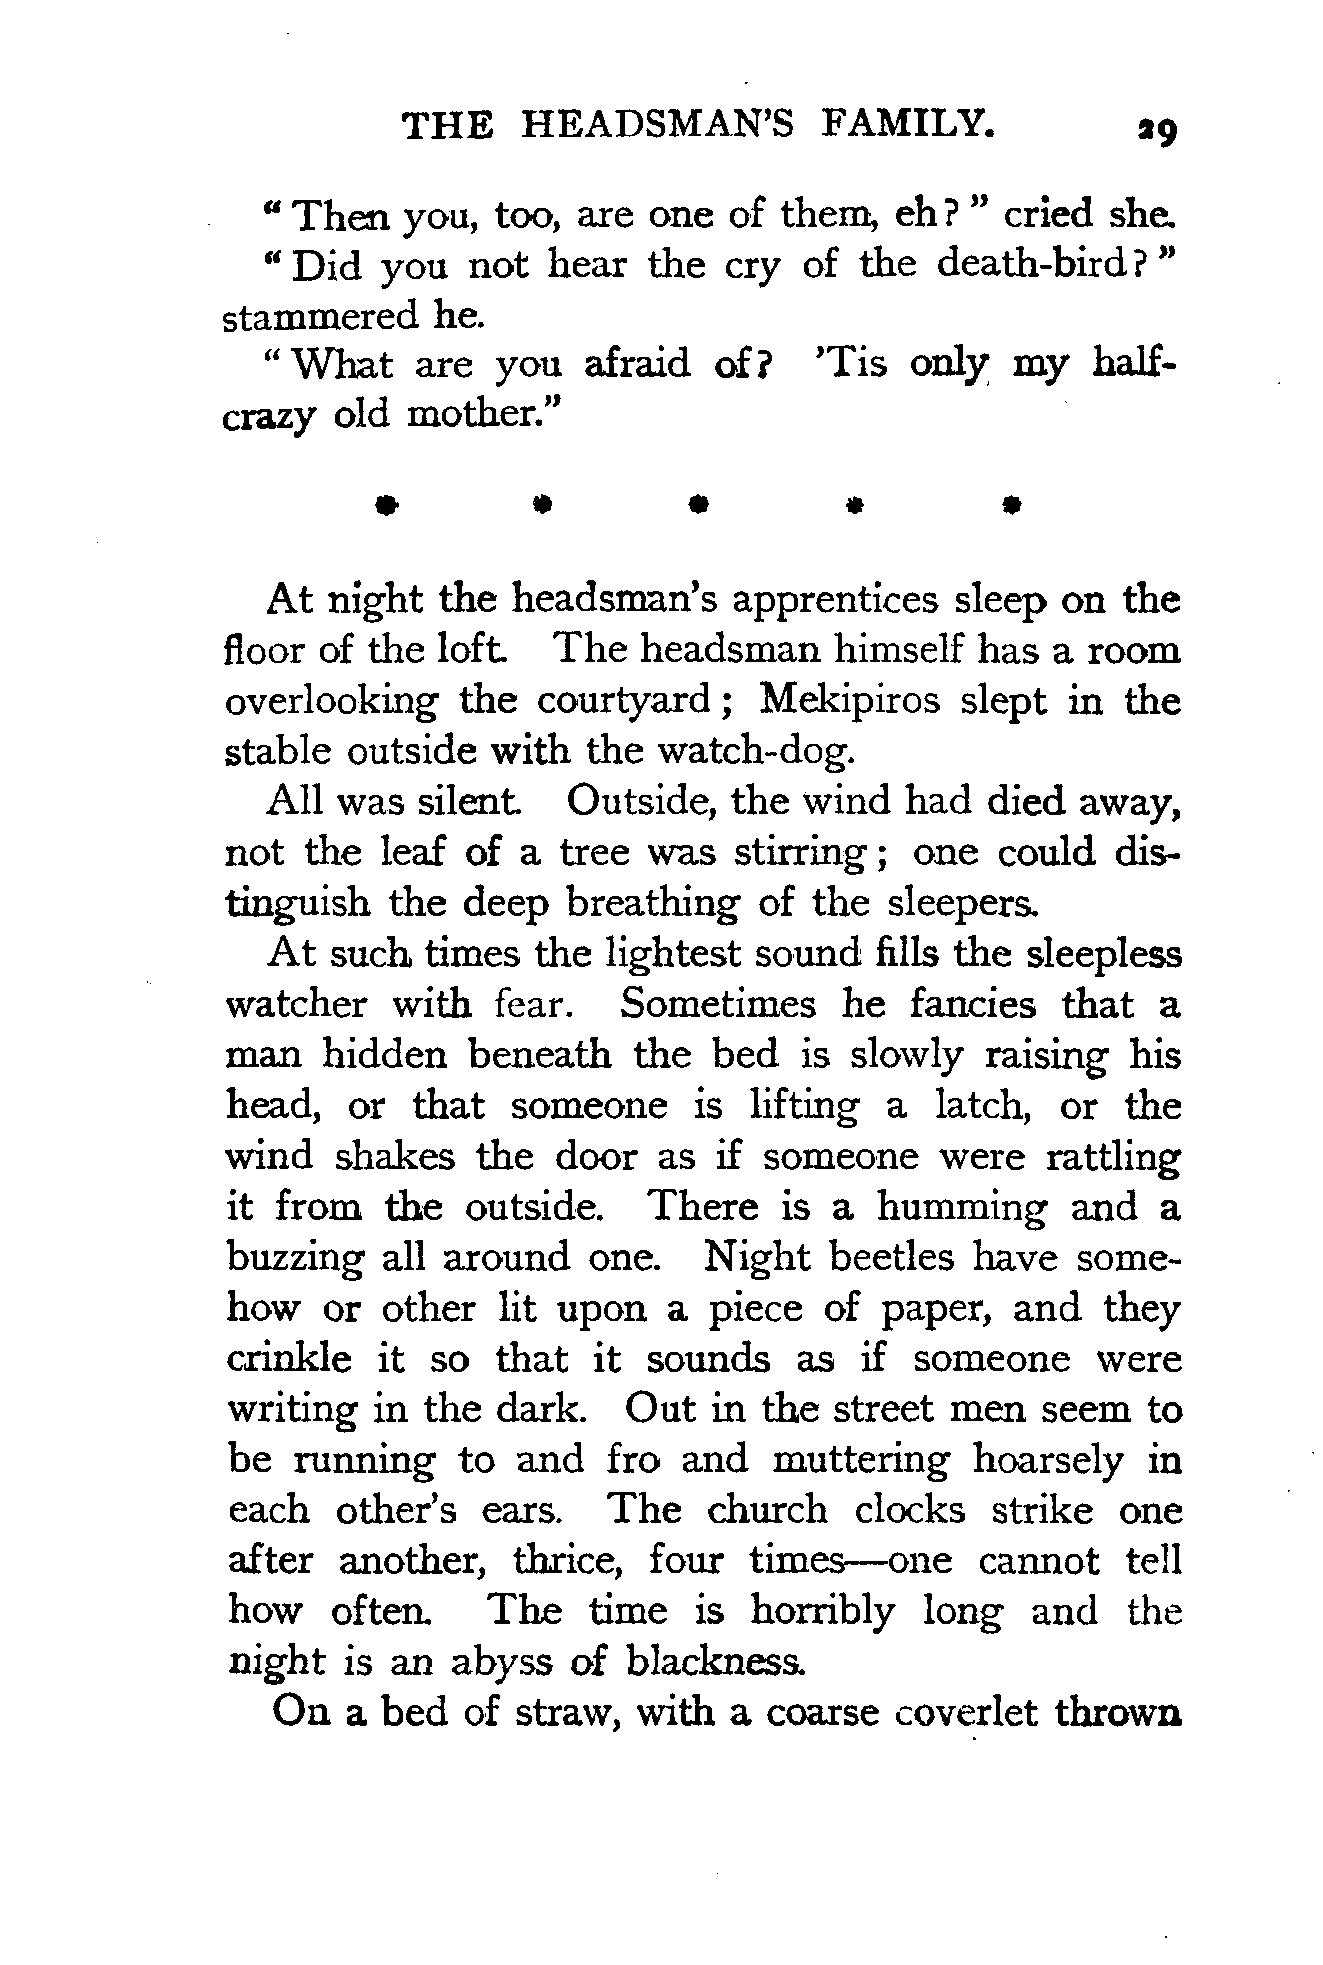 THE HEADSMAN'S FAMILY. 29
" Then you, too, are one of them, eh? " cried she.
" Did you not hear the cry of the death-bird? "
stammered he.
" What are you afraid of? 'Tis only my half-
crazy old mother."
* * * * *
At night the headsman's apprentices sleep on the
floor of the loft. The headsman himself has a room
overlooking the courtyard ; Mekipiros slept in the
stable outside with the watch-dog.
All was silent. Outside, the wind had died away,
not the leaf of a tree was stirring ; one could dis-
tinguish the deep breathing of the sleepers.
At such times the lightest sound fills the sleepless
watcher with fear. Sometimes he fancies that a
man hidden beneath the bed is slowly raising his
head, or that someone is lifting a latch, or the
wind shakes the door as if someone were rattling
it from the outside. There is a humming and a
buzzing all around one. Night beetles have some-
how or other lit upon a piece of paper, and they
crinkle it so that it sounds as if someone were
writing in the dark. Out in the street men seem to
be running to and fro and muttering hoarsely in
each other's ears. The church clocks strike one
after another, thrice, four times—one cannot tell
how often. The time is horribly long and the
night is an abyss of blackness.
On a bed of straw, with a coarse coverlet thrown